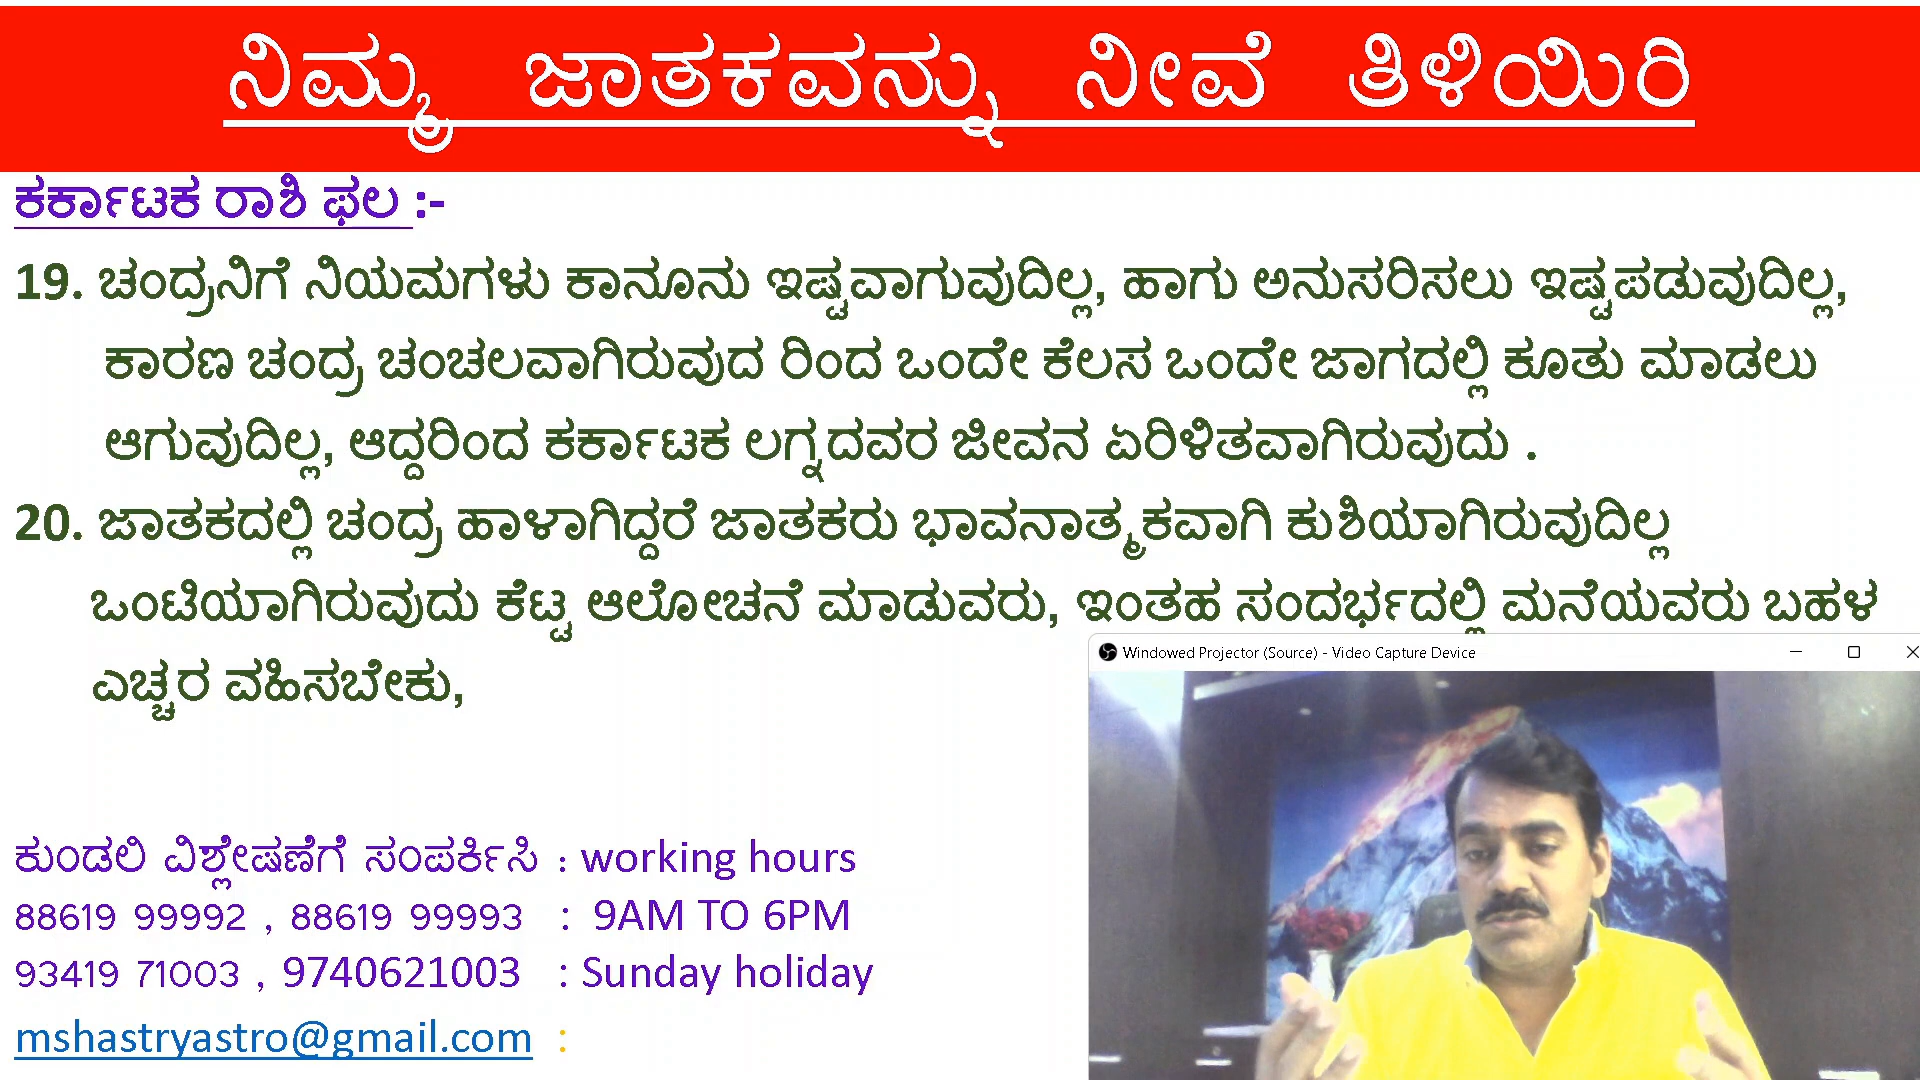 ನಿಮ್ಮ ಜಾತಕವನ್ನು ನೀವೆ ತಿಳಿಯಿರಿ
ಕರ್ಕಾಟಕ ರಾಶಿ ಫಲ :-
19. ಚಂದ್ರನಿಗೆ ನಿಯಮಗಳು ಕಾನೂನು ಇಷ್ಟವಾಗುವುದಿಲ್ಲ, ಹಾಗು ಅನುಸರಿಸಲು ಇಷ್ಟಪಡುವುದಿಲ್ಲ,
ಕಾರಣ ಚಂದ್ರ ಚಂಚಲವಾಗಿರುವುದ ರಿಂದ ಒಂದೇ ಕೆಲಸ ಒಂದೇ ಜಾಗದಲ್ಲಿ ಕೂತು ಮಾಡಲು
ಆಗುವುದಿಲ್ಲ, ಆದ್ದರಿಂದ ಕರ್ಕಾಟಕ ಲಗ್ನದವರ ಜೀವನ ಏರಿಳಿತವಾಗಿರುವುದು .
20. ಜಾತಕದಲ್ಲಿ ಚಂದ್ರ ಹಾಳಾಗಿದ್ದರೆ ಜಾತಕರು ಭಾವನಾತ್ಮಕವಾಗಿ ಕುಶಿಯಾಗಿರುವುದಿಲ್ಲ
ಒಂಟಿಯಾಗಿರುವುದು ಕೆಟ್ಟ ಆಲೋಚನೆ ಮಾಡುವರು, ಇಂತಹ ಸಂದರ್ಭದಲ್ಲಿ ಮನೆಯವರು ಬಹಳ
ಎಚ್ಚರ ವಹಿಸಬೇಕು,
Windowed Projector (Source) - Video Capture Device
ಕುಂಡಲಿ ವಿಶ್ಲೇಷಣೆಗೆ ಸಂಪರ್ಕಿಸಿ : working hours
88619 99992 , 88619 99993 : 9AM TO 6PM
93419 71003 , 9740621003 : Sunday holiday
mshastryastro@gmail.com :